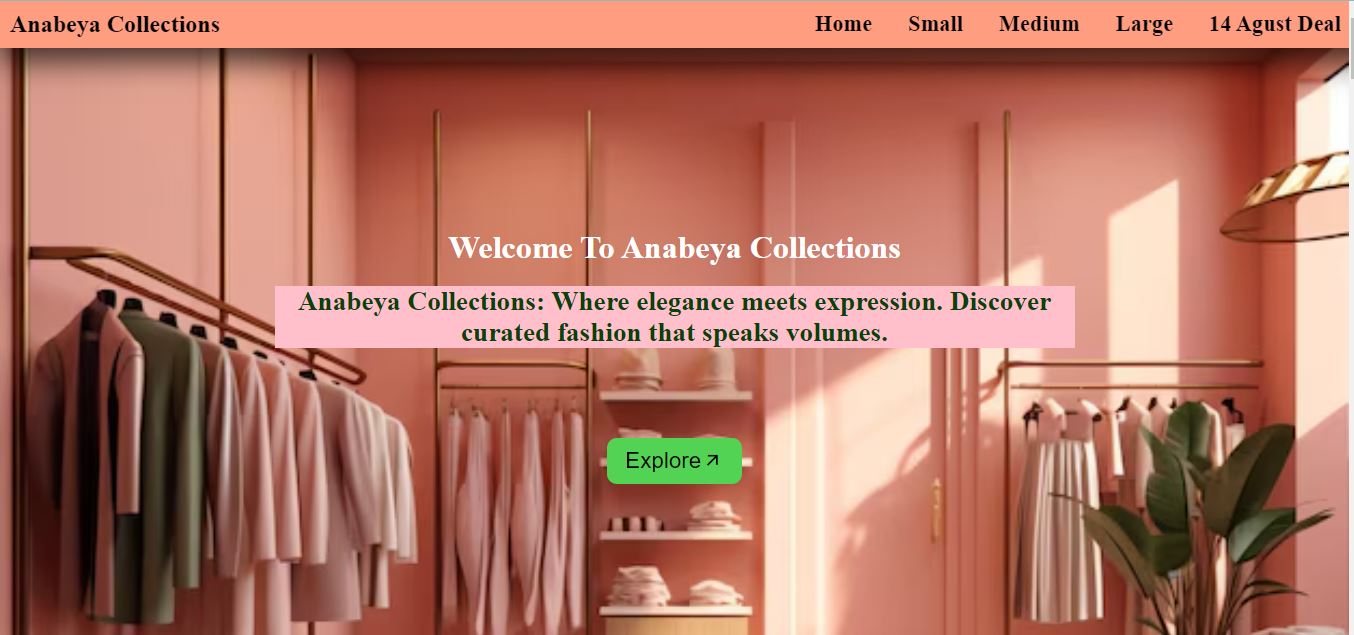 Anabeya Collections
Home Small Medium Large 14 Agust Deal
Welcome To Anabeya Collections
Anabeya Collections: Where elegance meets expression. Discover
curated fashion that speaks volumes.
Explore